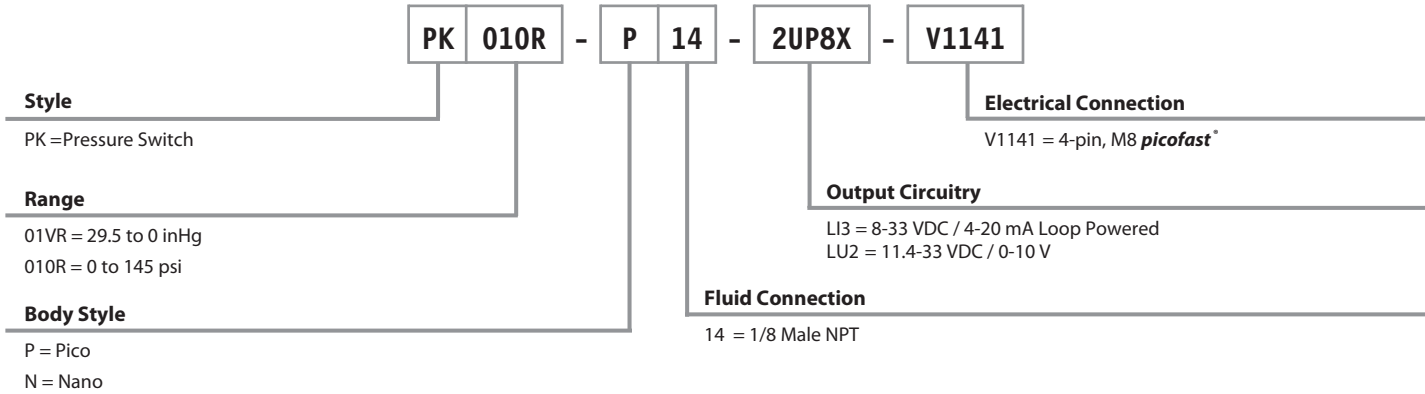 PK 010R - P 14 - 2UP8X - V1141
Style
PK =Pressure Switch
Range
01VR = 29.5 to 0 inHg
010R = 0 to 145 psi
Body Style
P = Pico
N = Nano
Electrical Connection
V1141 = 4-pin, M8 picofast®
Output Circuitry
LI3 = 8-33 VDC / 4-20 mA Loop Powered
LU2 = 11.4-33 VDC / 0-10 V
Fluid Connection
14 = 1/8 Male NPT